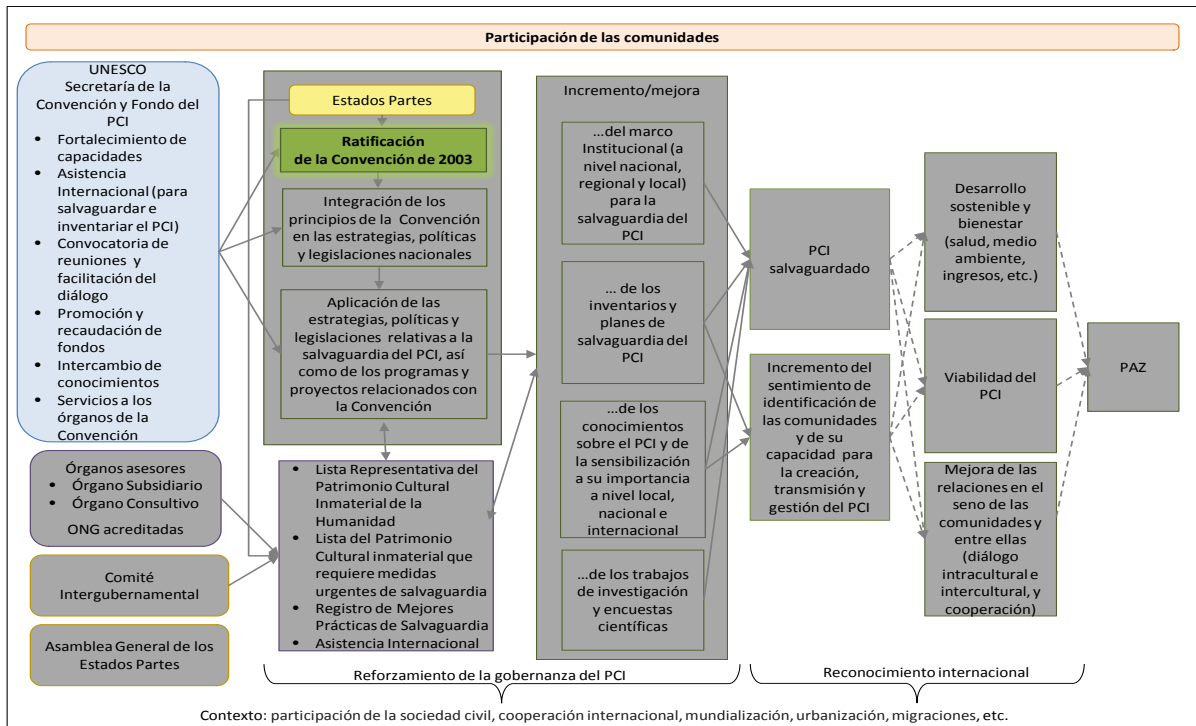 Participación de las comunidades
UNESCO
Secretaría de la
Convención y Fondo del
PCI
• Fortalecimiento de
capacidades
• Asistencia
Internacional (para
salvaguardar e
inventariar el PCI)
• Convocatoria de
reuniones y
facilitación del
diálogo
• Promoción y
recaudación de
fondos
• Intercambio de
conocimientos
• Servicios a los
órganos de la
Convención
Órganos asesores
• Órgano Subsidiario
• Órgano Consultivo
ONG acreditadas
Comité
Intergubernamental
Asamblea General de los
Estados Partes
Estados Partes
Ratificación
de la Convención de 2003
Integración de los
principios de la Convención
en las estrategias, políticas
y legislaciones nacionales
Aplicación de las
estrategias, políticas y
legislaciones relativas a la
salvaguardia del PCI, así
como de los programas y
proyectos relacionados con
la Convención
• Lista Representativa del
Patrimonio Cultural
Inmaterial de la
Humanidad
• Lista del Patrimonio
Cultural inmaterial que
requiere medidas
urgentes de salvaguardia
• Registro de Mejores
Prácticas de Salvaguardia
• Asistencia Internacional
Incremento/mejora
...del marco
Institucional (a
nivel nacional,
regional y local)
para la
salvaguardia del
PCI
... de los
inventarios y
planes de
salvaguardia del
PCI
...de los
conocimientos
sobre el PCI y de
la sensibilización
a su importancia
a nivel local,
nacional e
internacional
...de los trabajos
de investigación
y encuestas
científicas
PCI
salvaguardado
Incremento del
sentimiento de
identificación de
las comunidades
y de su
capacidad para
la creación,
transmisión y
gestión del PCI
Desarrollo
sostenible y
bienestar
(salud, medio
ambiente,
ingresos, etc.)
Viabilidad del
PCI
Mejora de las
relaciones en el
seno de las
comunidades y
entre ellas
(diálogo
intracultural e
intercultural, y
cooperación)
PAZ
Reforzamiento de la gobernanza del PCI
Reconocimiento internacional
Contexto: participación de la sociedad civil, cooperación internacional, mundialización, urbanización, migraciones, etc.